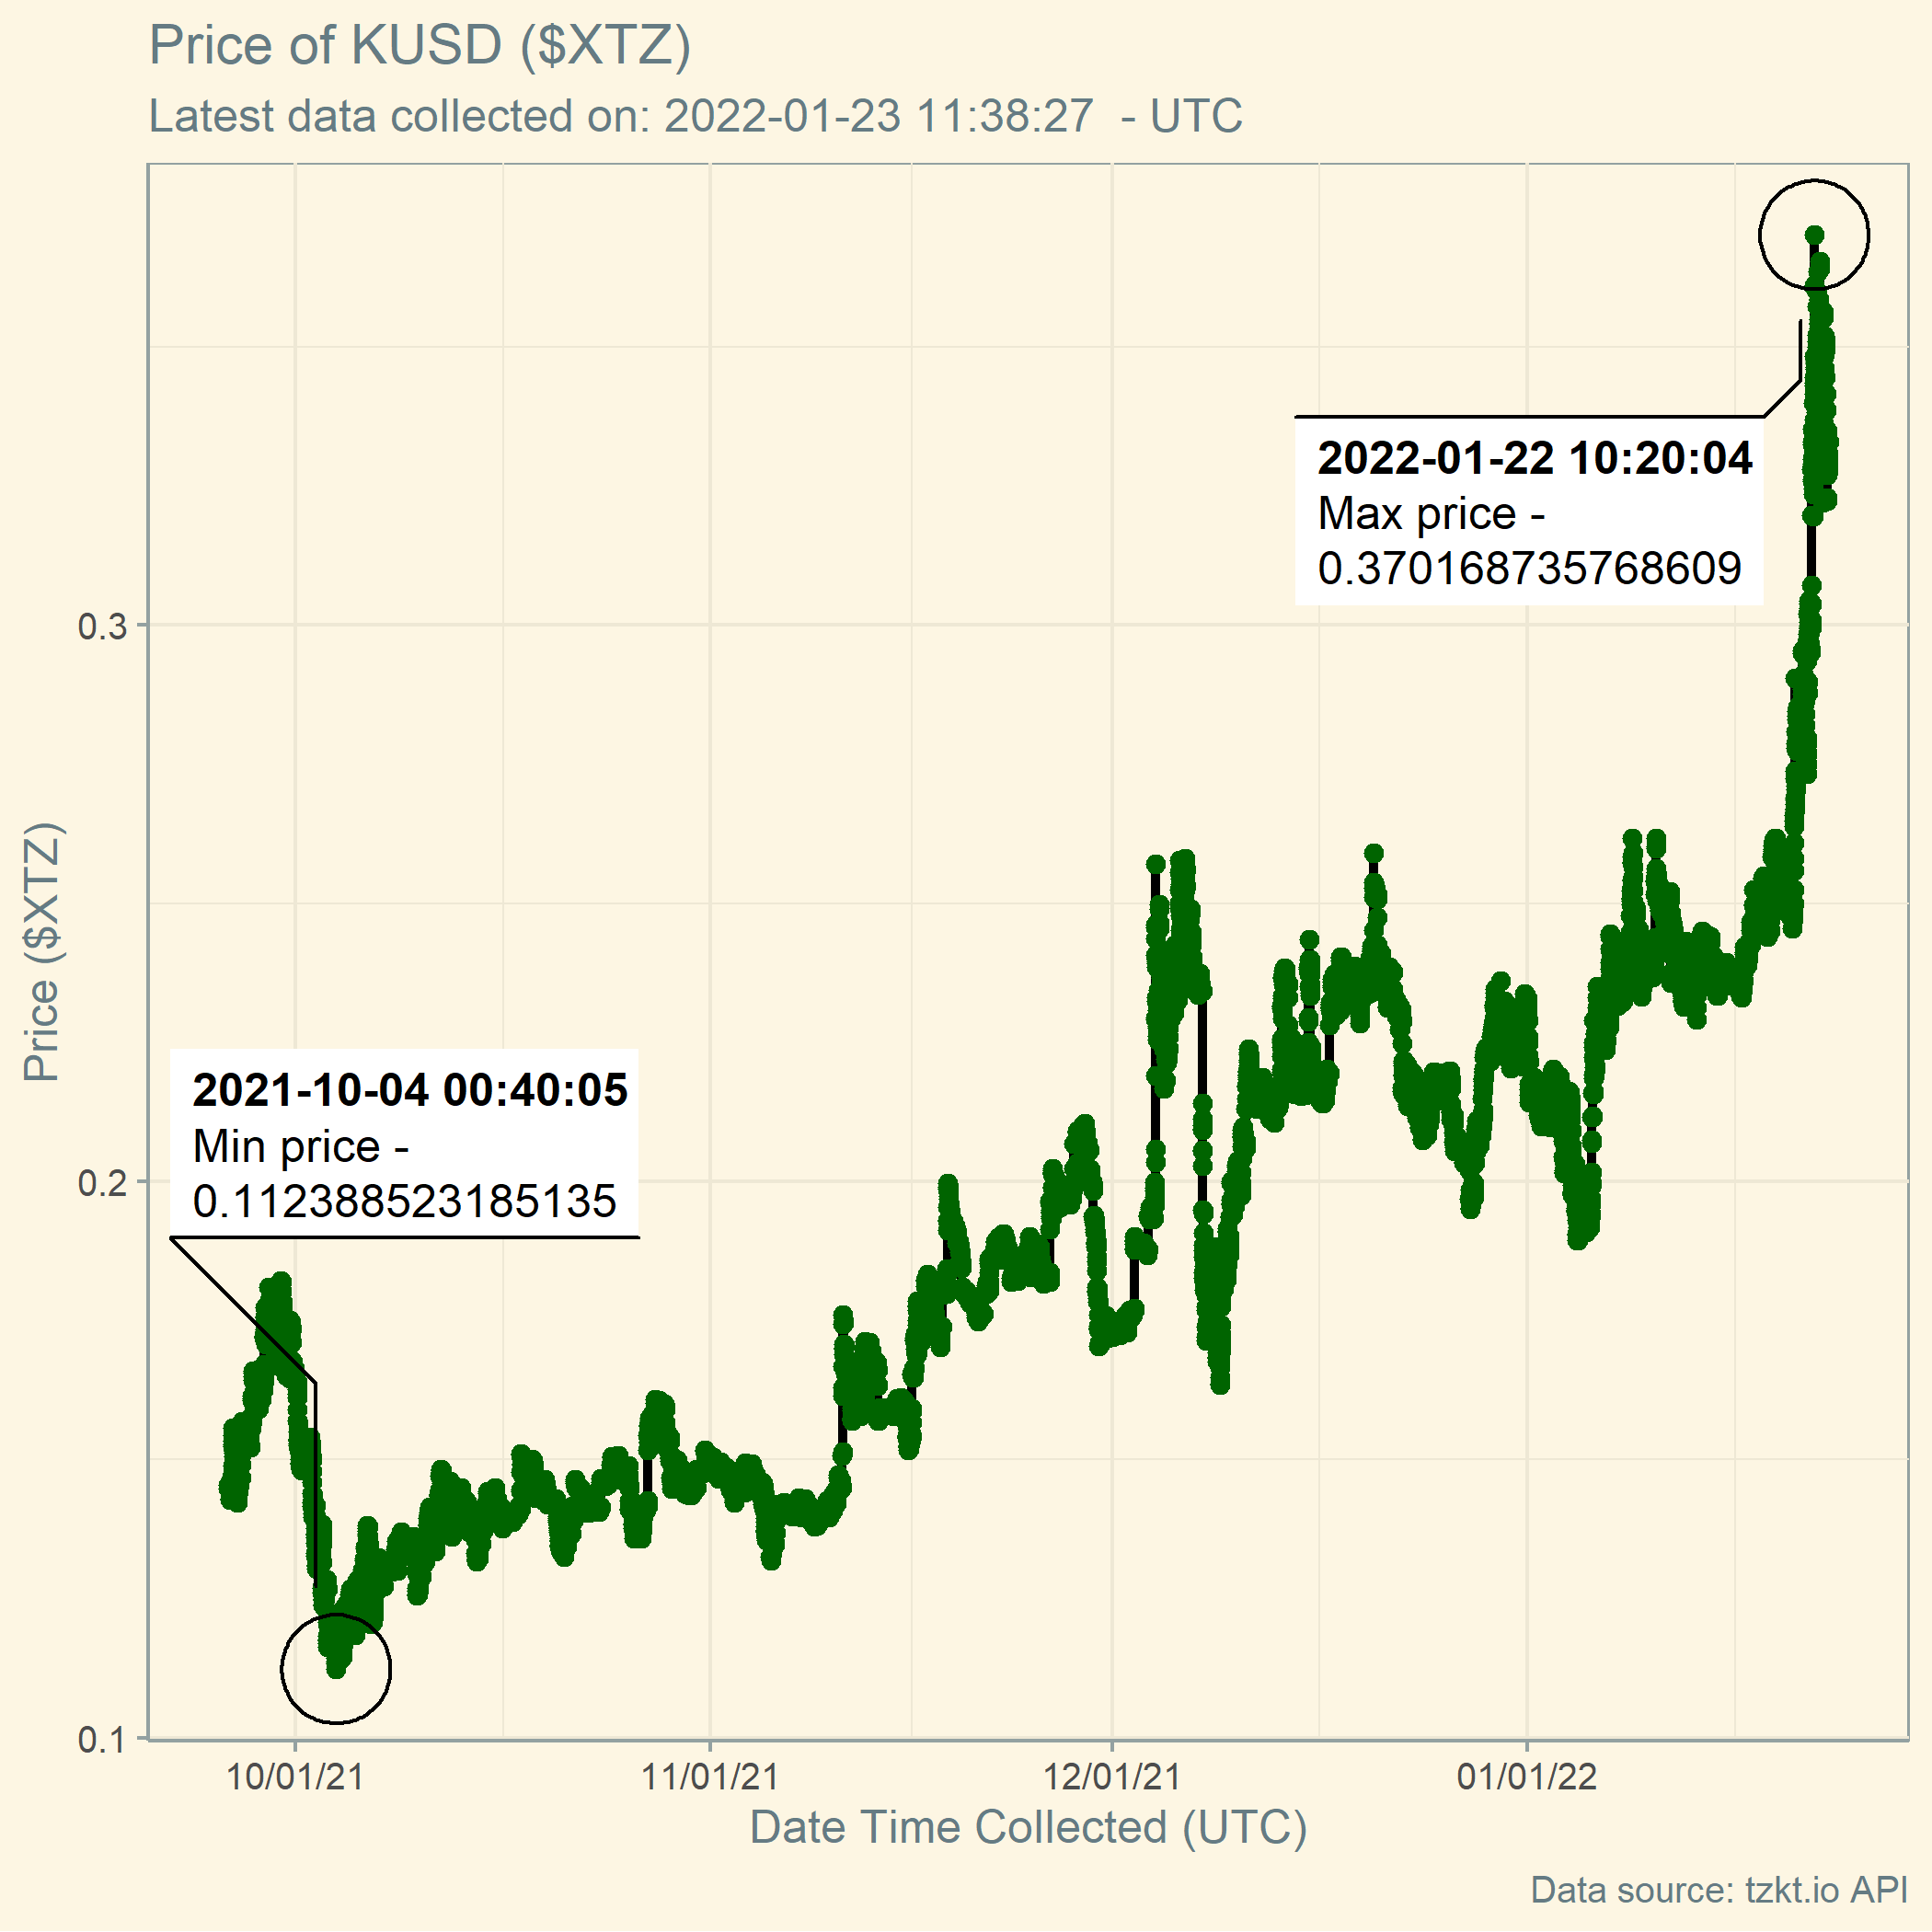 Price of KUSD ($XTZ)
Latest data collected on: 2022-01-23 11:38:27  - UTC
2022-01-22 10:20:04
Max price -
0.370168735768609
0.3
Price ($XTZ)
2021-10-04 00:40:05
Min price -
0.112388523185135
0.2
0.1
10/01/21
11/01/21
12/01/21
01/01/22
Date Time Collected (UTC)
Data source: tzkt.io API